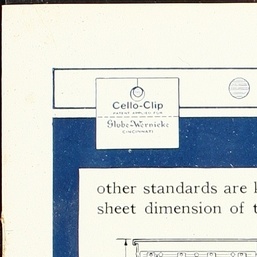 Cello-Clip
PATENT APPLIED FOR
Globe-Wernicke
CINCINNATI
other standards are
sheet dimension of